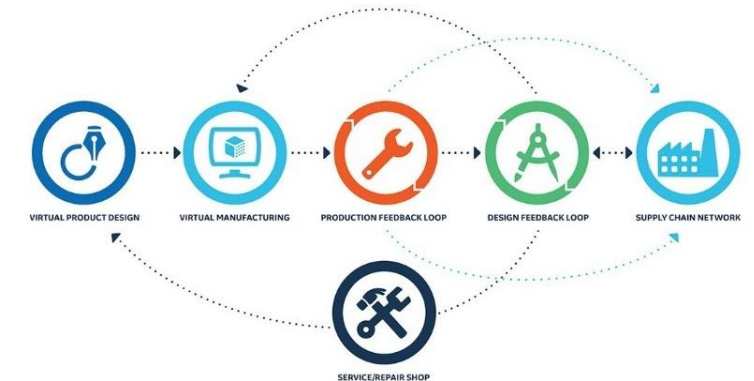 VIRTUAL PRODUCT DESIGN
VIRTUAL MANUFACTURING
PRODUCTION FEEDBACK LOOP
DESIGN FEEDBACK LOOP
SUPPLY CHAIN NETWORK
SERVICE/REPAIR SHOP